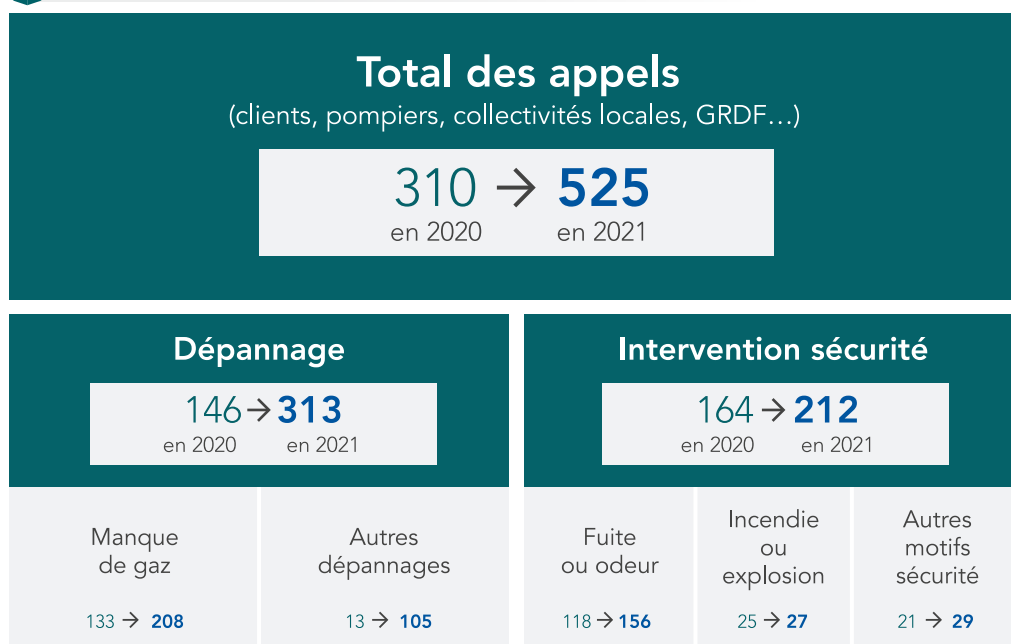 Total des appels
(clients, pompiers, collectivités locales, GRDF...)
310 → 525
en 2020 en 2021
Dépannage
146 → 313
en 2020 en 2021
Manque
de gaz
133 → 208
Autres
dépannages
13 → 105
Intervention sécurité
164 → 212
en 2020 en 2021
Fuite
ou odeur
118 → 156
Incendie
ou
explosion
25 → 27
Autres
motifs
sécurité
21 → 29